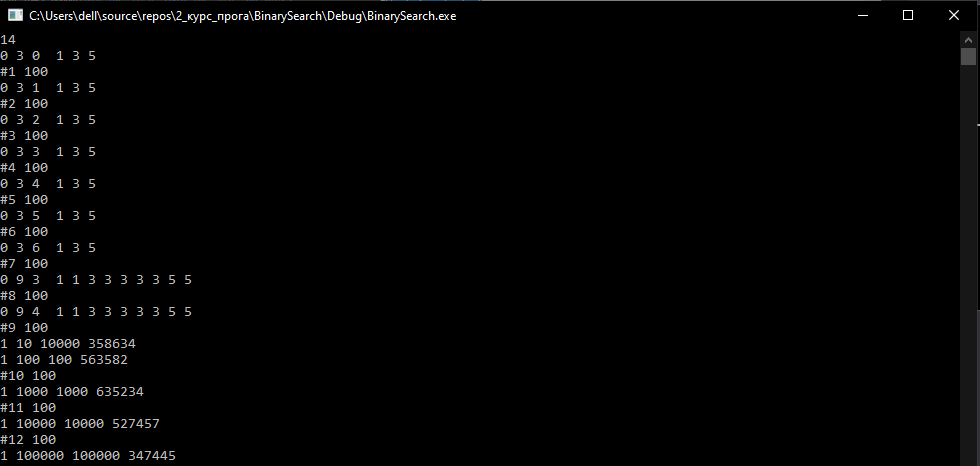 C:\Users\dell\source\repos\2_курс_прога\BinarySearch\Debug\BinarySearch.exe
14
0 3 0  1 3 5
#1 100
0 3 1  1 3 5
#2 100
0 3 2  1 3 5
#3 100
0 3 3  1 3 5
#4 100
0 3 4  1 3 5
#5 100
0 3 5  1 3 5
#6 100
0 3 6  1 3 5
#7 100
0 9 3  1 1 3 3 3 3 3 5 5
#8 100
0 9 4  1 1 3 3 3 3 3 5 5
#9 100
1 10 10000 358634
1 100 100 563582
#10 100
1 1000 1000 635234
#11 100
1 10000 10000 527457
#12 100
1 100000 100000 347445